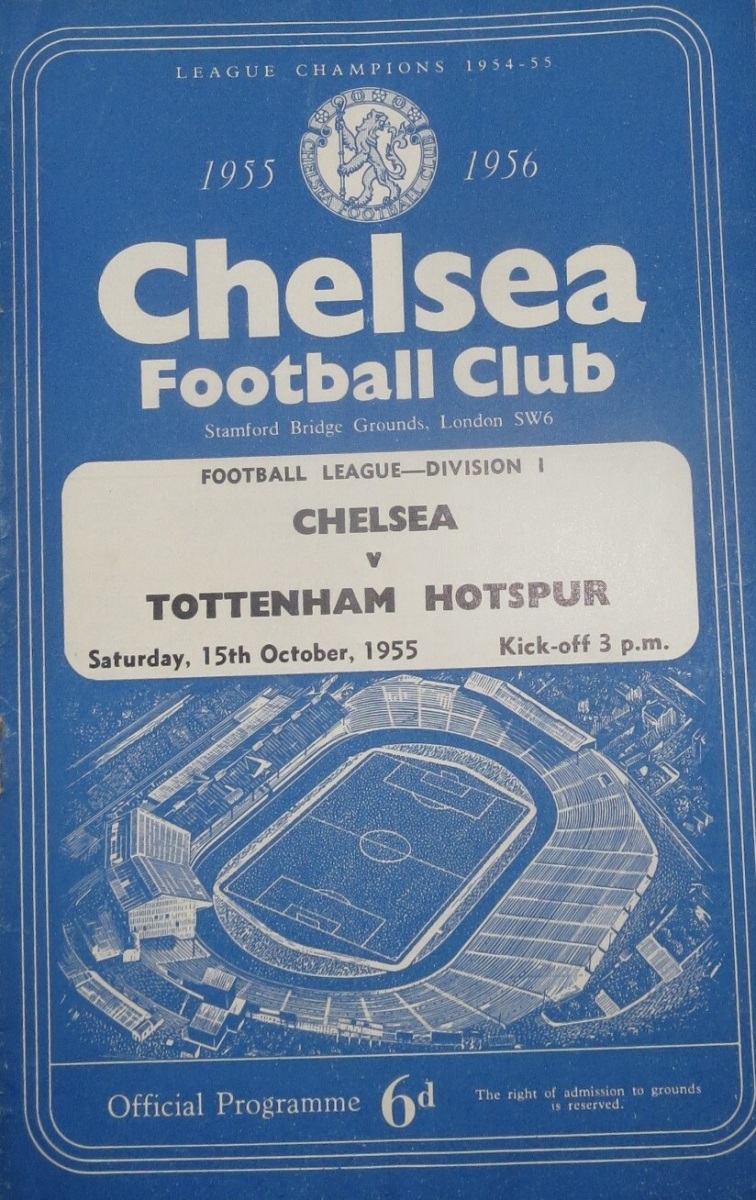 LEAGUE CHAMPIONS 1954-55
1955
CHELSEA FOOTBALL CLUB
1956
Chelsea
Football Club
Stamford Bridge Grounds, London SW6
FOOTBALL LEAGUE—DIVISION I
CHELSEA
v
TOTTENHAM HOTSPUR
Saturday, 15th October, 1955 Kick-off 3 p.m.
Official Programme 6d
The right of admission to grounds
is reserved.